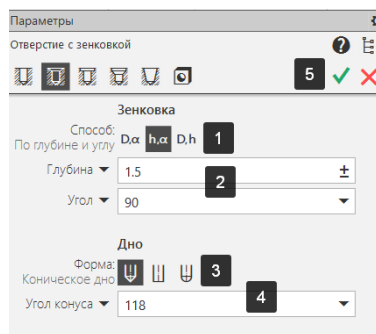 Параметры
Отверстие с зенковкой
5
Зенковка
Способ: D,α h,α D,h 1
По глубине и углу
Глубина 1.5
2
Угол 90
Дно
Форма: 3
Коническое дно
Угол конуса 118 4